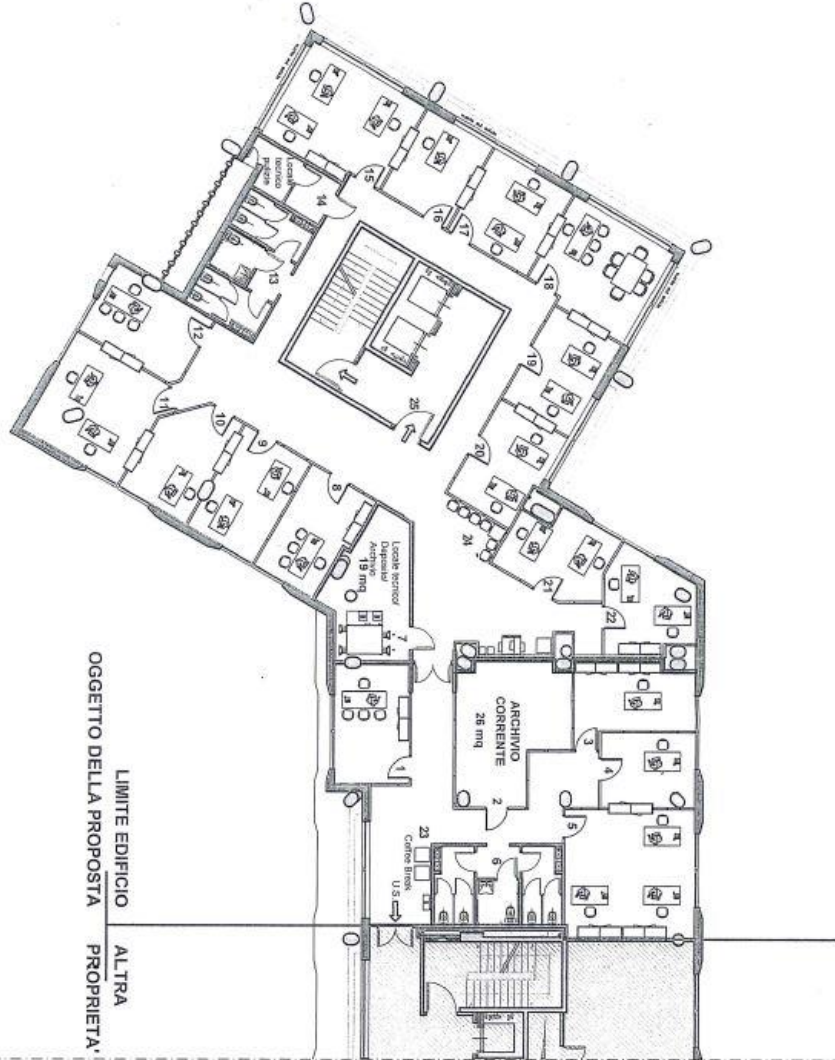 15
14
Locale
tecnico
pulizie
16
17
13
18
12
19
25
11
10
20
9
8
24
Locale tecnico/
Deposito/
Archivio
19 mq
21
22
7
ARCHIVIO
CORRENTE
26 mq
3
4
1
2
5
23
Coffee Break
6
U.S
LIMITE EDIFICIO
OGGETTO DELLA PROPOSTA
ALTRA
PROPRIETA'